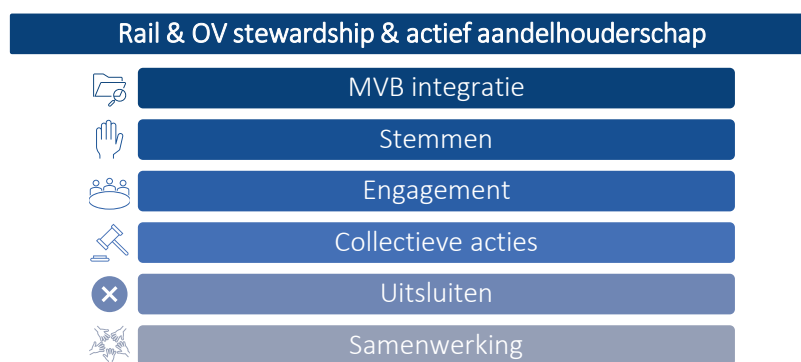 Rail & OV stewardship & actief aandelhouderschap
MVB integratie
Stemmen
Engagement
Collectieve acties
Uitsluiten
Samenwerking